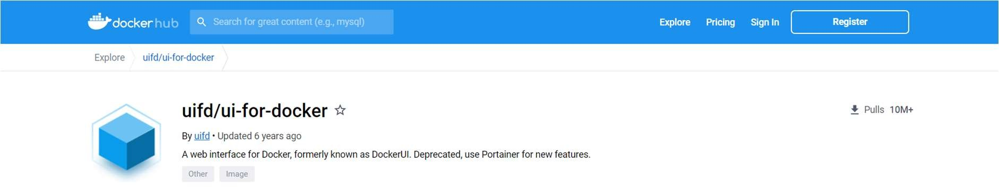 docker hub Search for great content (e.g., mysql) Explore Pricing Sign In Register
Explore uifd/ui-for-docker
uifd/ui-for-docker Pulls 10M+
By uifd • Updated 6 years ago
A web interface for Docker, formerly known as DockerUI. Deprecated, use Portainer for new features.
Other Image